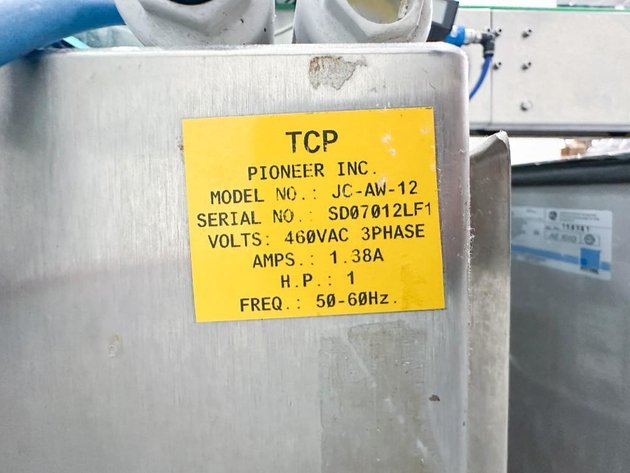 TCP
PIONEER INC.
MODEL NO.: JC-AW-12
SERIAL NO.: SD07012LF1
VOLTS: 460VAC 3PHASE
AMPS.: 1.38A
H.P.: 1
FREQ.: 50-60Hz.